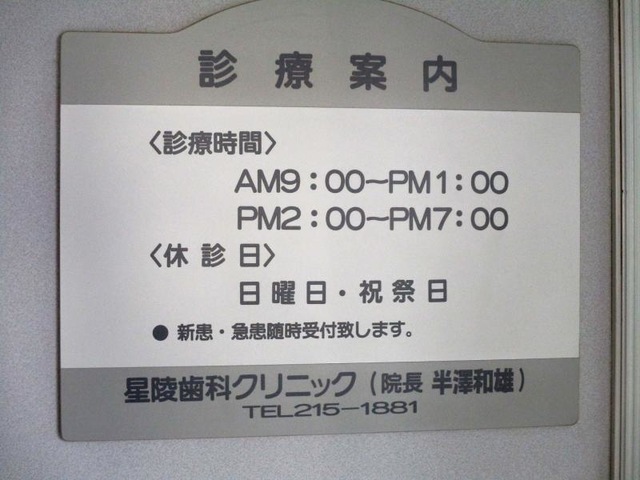 診療案内
〈診療時間〉
AM9:00〜PM1:00
PM2:00〜PM7:00
〈休診日〉
日曜日・祝祭日
● 新患・急患随時受付致します。
星陵歯科クリニック(院長 半澤和雄)
TEL215-1881